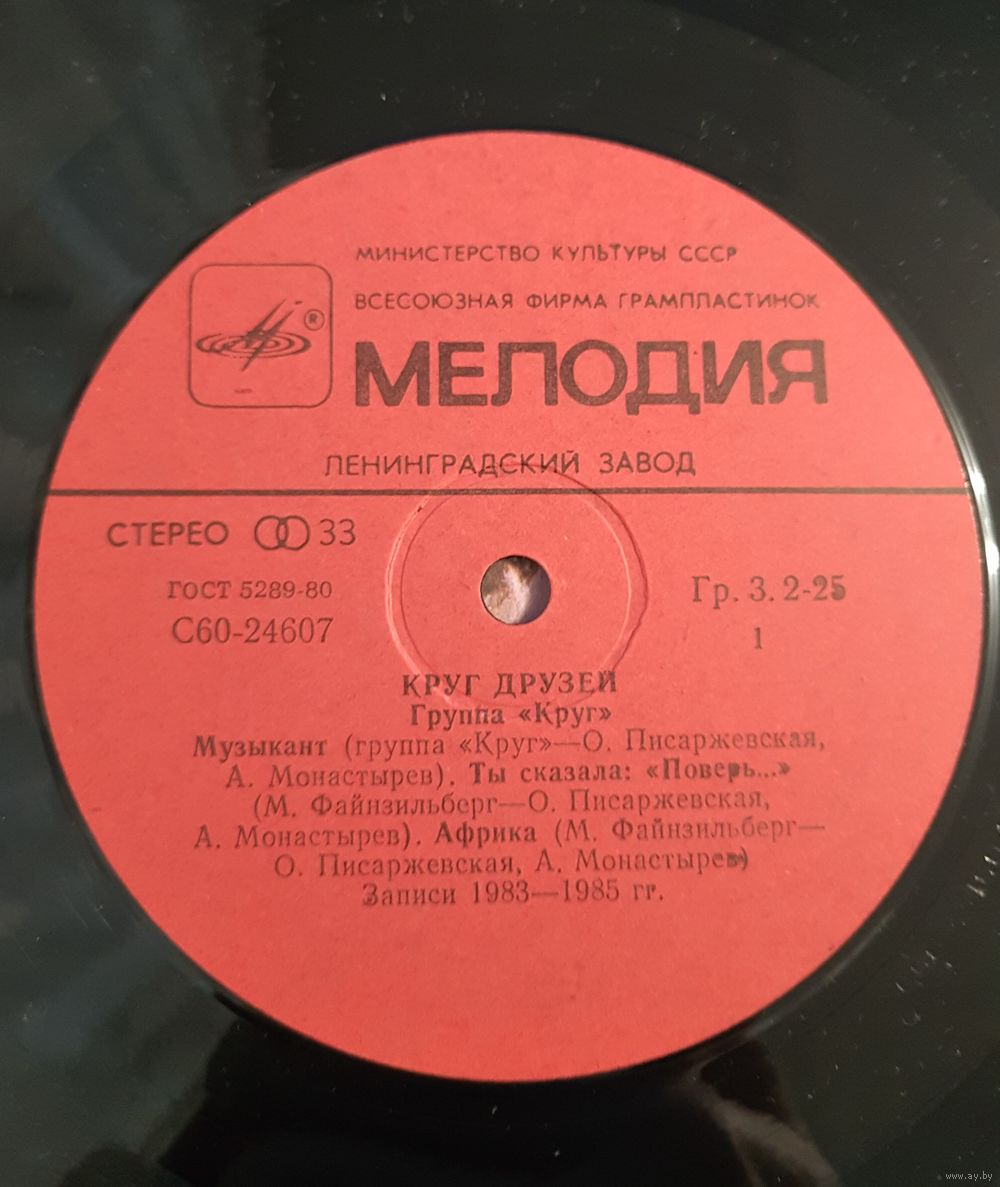 МИНИСТЕРСТВО КУЛЬТУРЫ СССР
ВСЕСОЮЗНАЯ ФИРМА ГРАМПЛАСТИНОК
®
МЕЛОДИЯ
ЛЕНИНГРАДСКИЙ ЗАВОД
СТЕРЕО 33
ГОСТ 5289-80
Гр. 3. 2-25
С60-24607
1
КРУГ ДРУЗЕЙ
Группа «Круг»
Музыкант (группа «Круг»—О. Писаржевская,
А. Монастырев). Ты сказала: «Поверь...»
(М. Файнзильберг—О. Писаржевская,
А. Монастырев). Африка (М. Файнзильберг—
О. Писаржевская, А. Монастырев)
Записи 1983—1985 гг.
www.ay.by